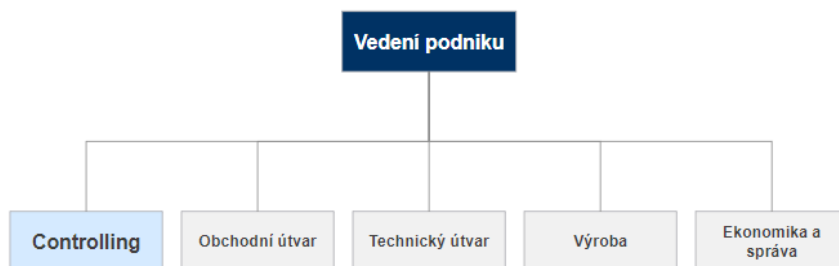 Vedení podniku
Controlling
Obchodní útvar
Technický útvar
Výroba
Ekonomika a
správa